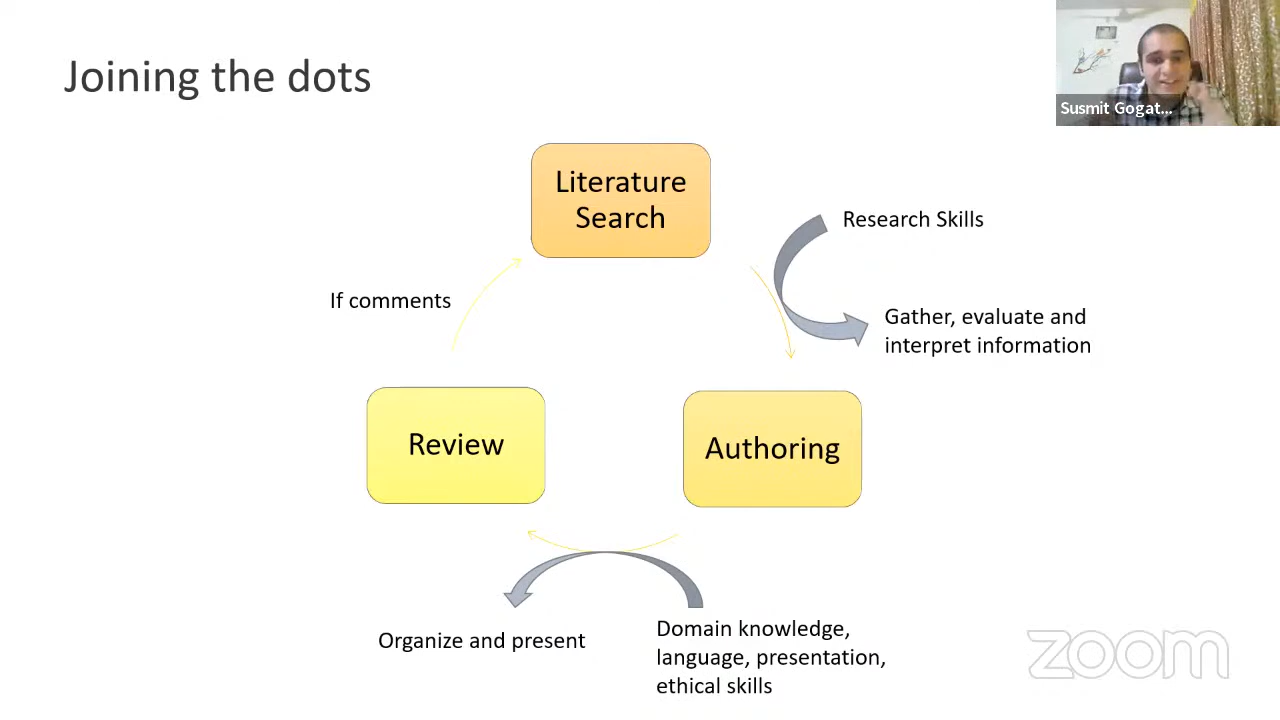 Joining the dots
Susmit Gogat...
Literature
Search
Research Skills
If comments
Gather, evaluate and
interpret information
Review
Authoring
Organize and present
Domain knowledge,
language, presentation,
ethical skills
zoom